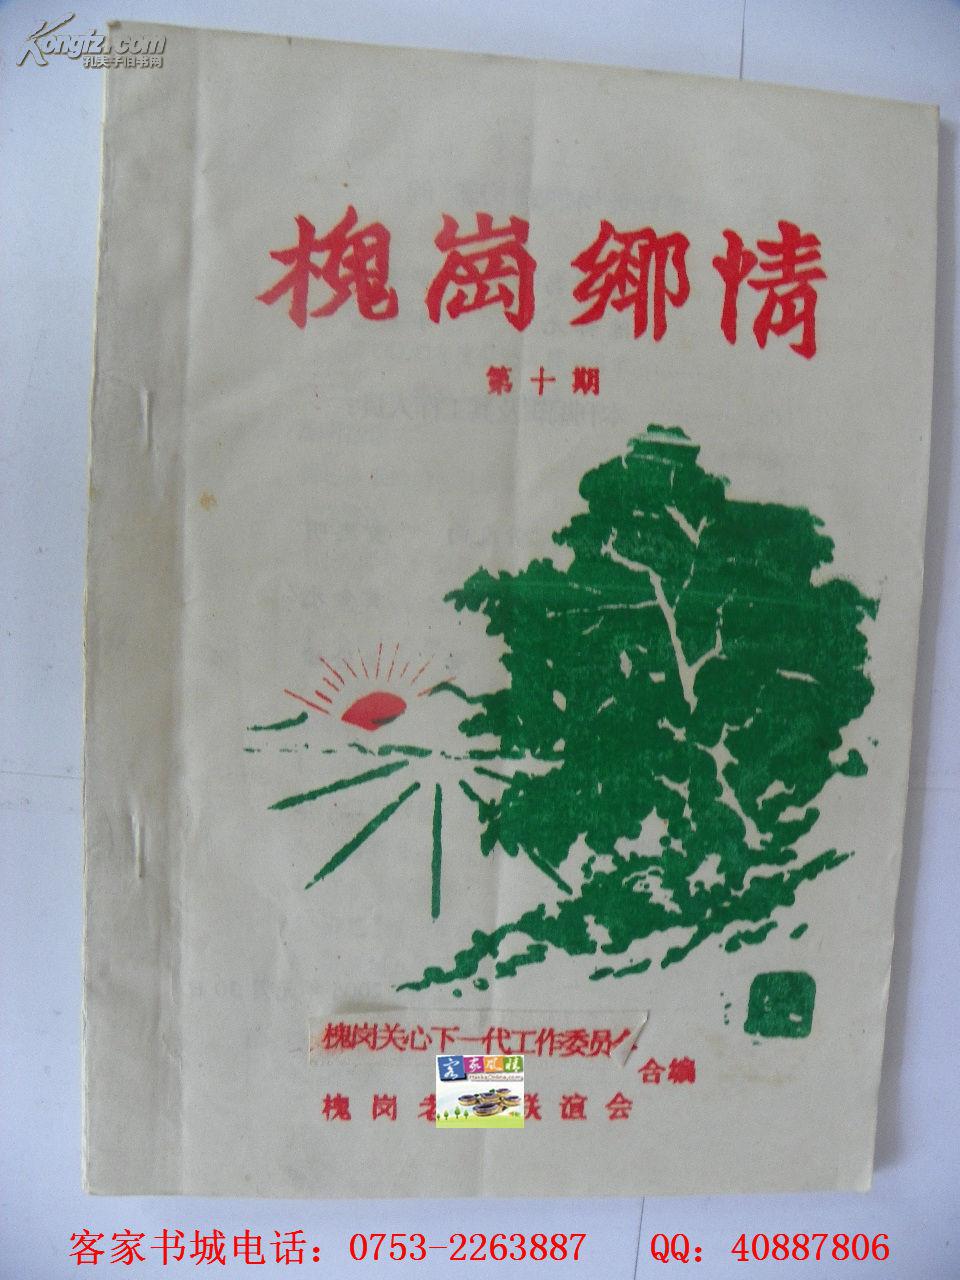 Kongfz.com
孔夫子旧书网
槐崗鄉情
第十期
槐岗关心下一代工作委员
合编
槐岗老 联谊会
客家书城电话：0753-2263887 QQ：40887806